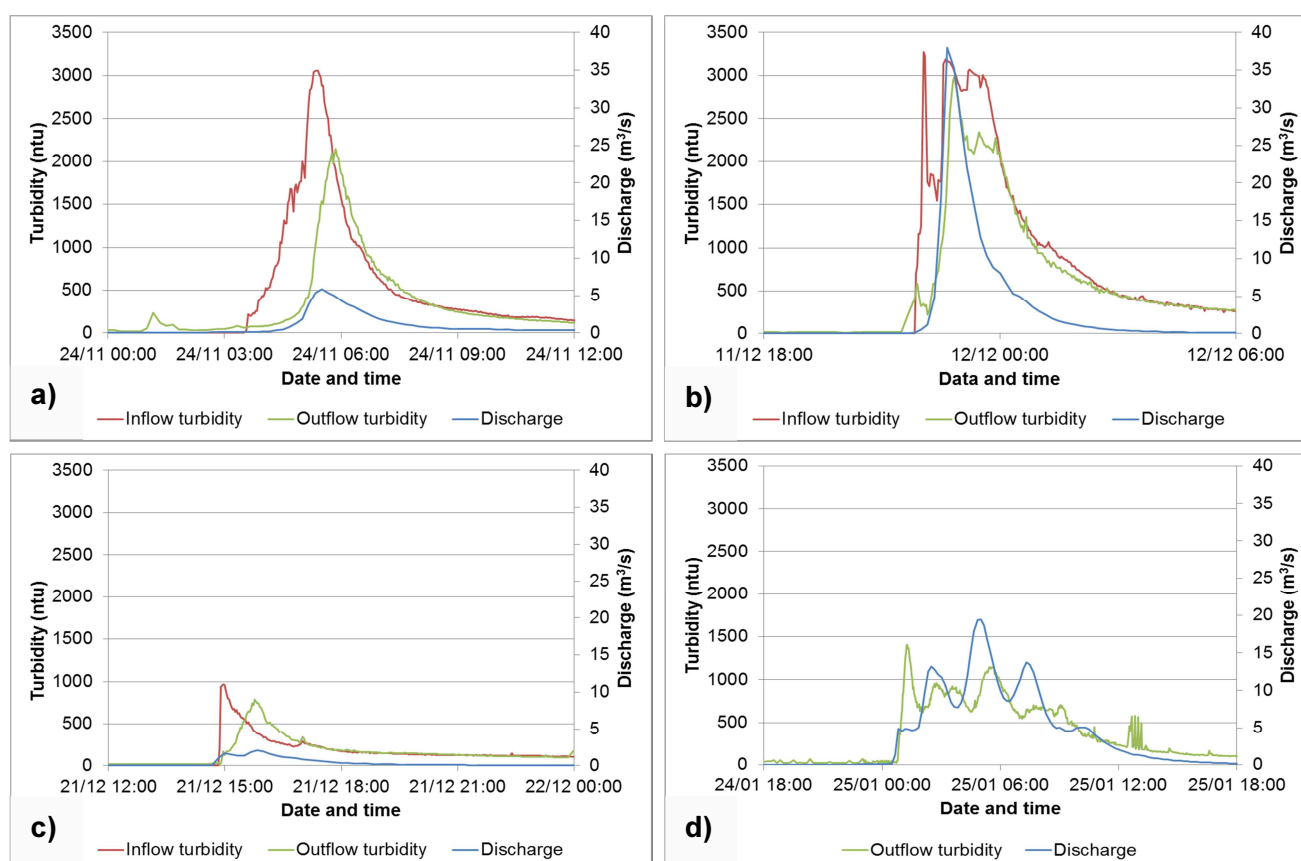 3500
3000
2500
2000
1500
1000
500
0
Turbidity (ntu)
40
35
30
25
20
15
10
5
0
Discharge (m³/s)
24/11 00:00 24/11 03:00 24/11 06:00 24/11 09:00 24/11 12:00
Date and time
a)
Inflow turbidity Outflow turbidity Discharge
3500
3000
2500
2000
1500
1000
500
0
Turbidity (ntu)
40
35
30
25
20
15
10
5
0
Discharge (m³/s)
11/12 18:00 12/12 00:00 12/12 06:00
Data and time
b)
Inflow turbidity Outflow turbidity Discharge
3500
3000
2500
2000
1500
1000
500
0
Turbidity (ntu)
40
35
30
25
20
15
10
5
0
Discharge (m³/s)
21/12 12:00 21/12 15:00 21/12 18:00 21/12 21:00 22/12 00:00
Date and time
c)
Inflow turbidity Outflow turbidity Discharge
3500
3000
2500
2000
1500
1000
500
0
Turbidity (ntu)
40
35
30
25
20
15
10
5
0
Discharge (m³/s)
24/01 18:00 25/01 00:00 25/01 06:00 25/01 12:00 25/01 18:00
Date and time
d)
Outflow turbidity Discharge